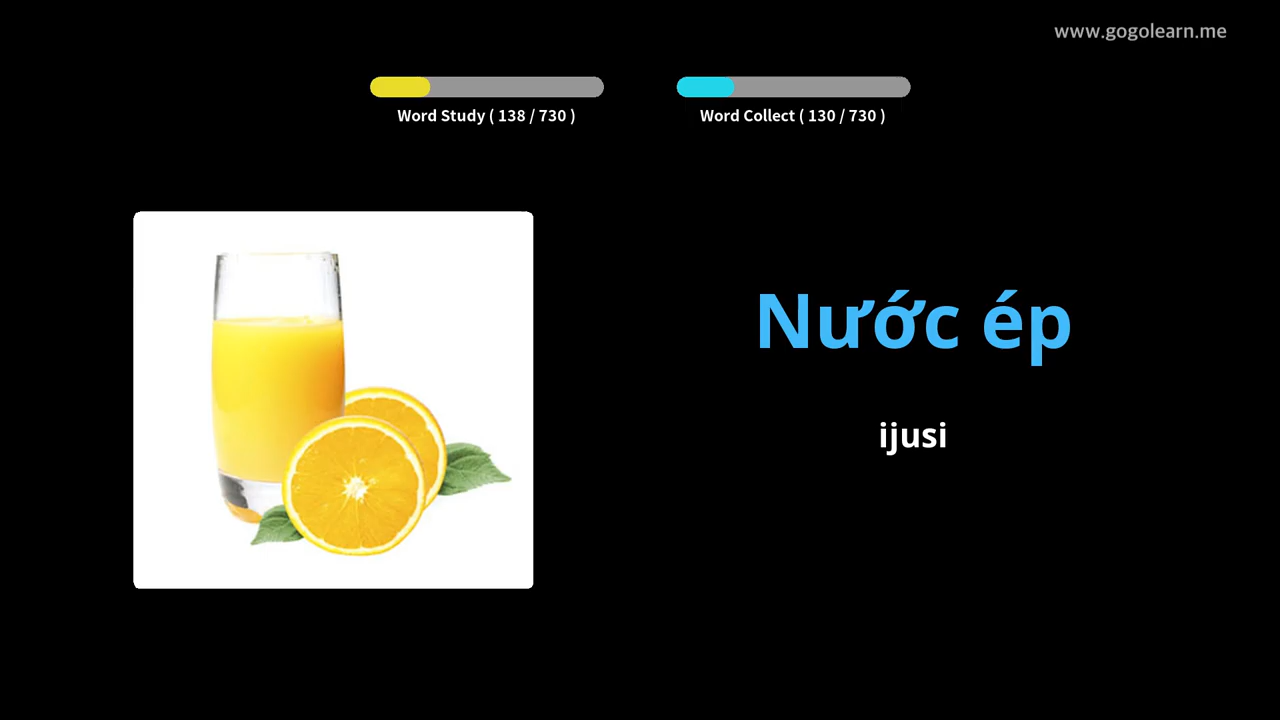 www.gogolearn.me
Word Study ( 138 / 730 )
Word Collect ( 130 / 730 )
Nước ép
ijusi